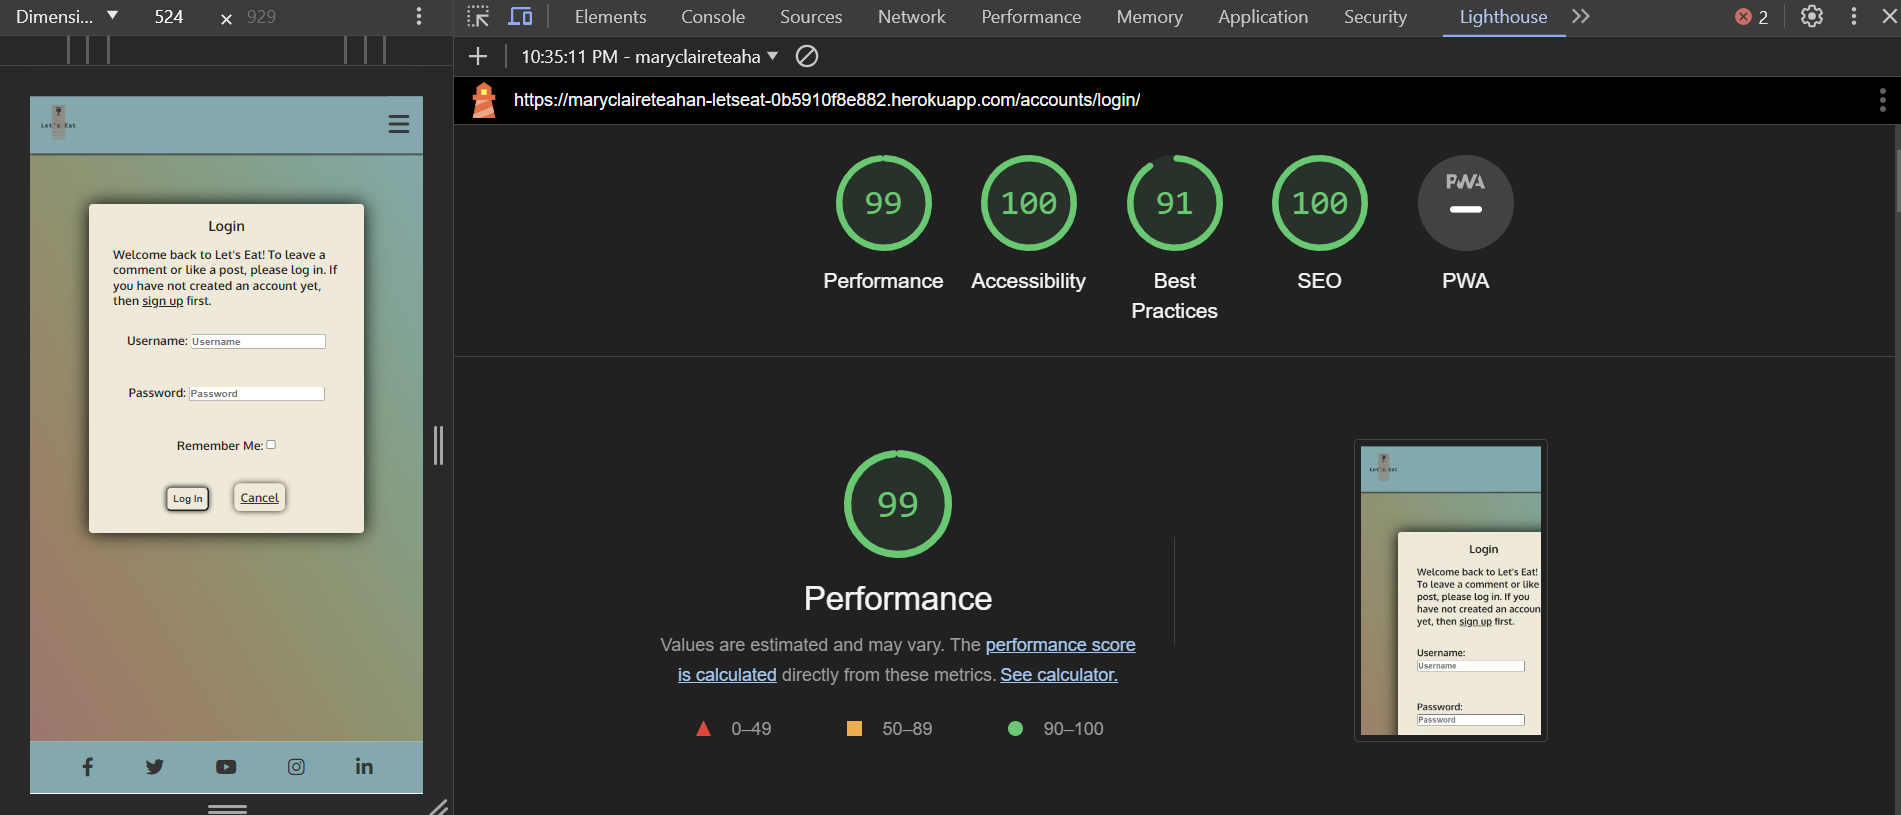 Dimensi... 524 × 929
Elements Console Sources Network Performance Memory Application Security Lighthouse 2
10:35:11 PM - maryclaireteaha
https://maryclaireteahan-letseat-0b5910f8e882.herokuapp.com/accounts/login/
Let's Eat
Login
Welcome back to Let's Eat! To leave a
comment or like a post, please log in. If
you have not created an account yet,
then sign up first.
Username: Username
Password: Password
Remember Me:
Log In Cancel
99 100 91 100 PWA
Performance Accessibility Best SEO PWA
Practices
99
Performance
Values are estimated and may vary. The performance score
is calculated directly from these metrics. See calculator.
0–49 50–89 90–100
Let's Eat
Login
Welcome back to Let's Eat!
To leave a comment or like
post, please log in. If you
have not created an accoun
yet, then sign up first.
Username:
Username
Password:
Password